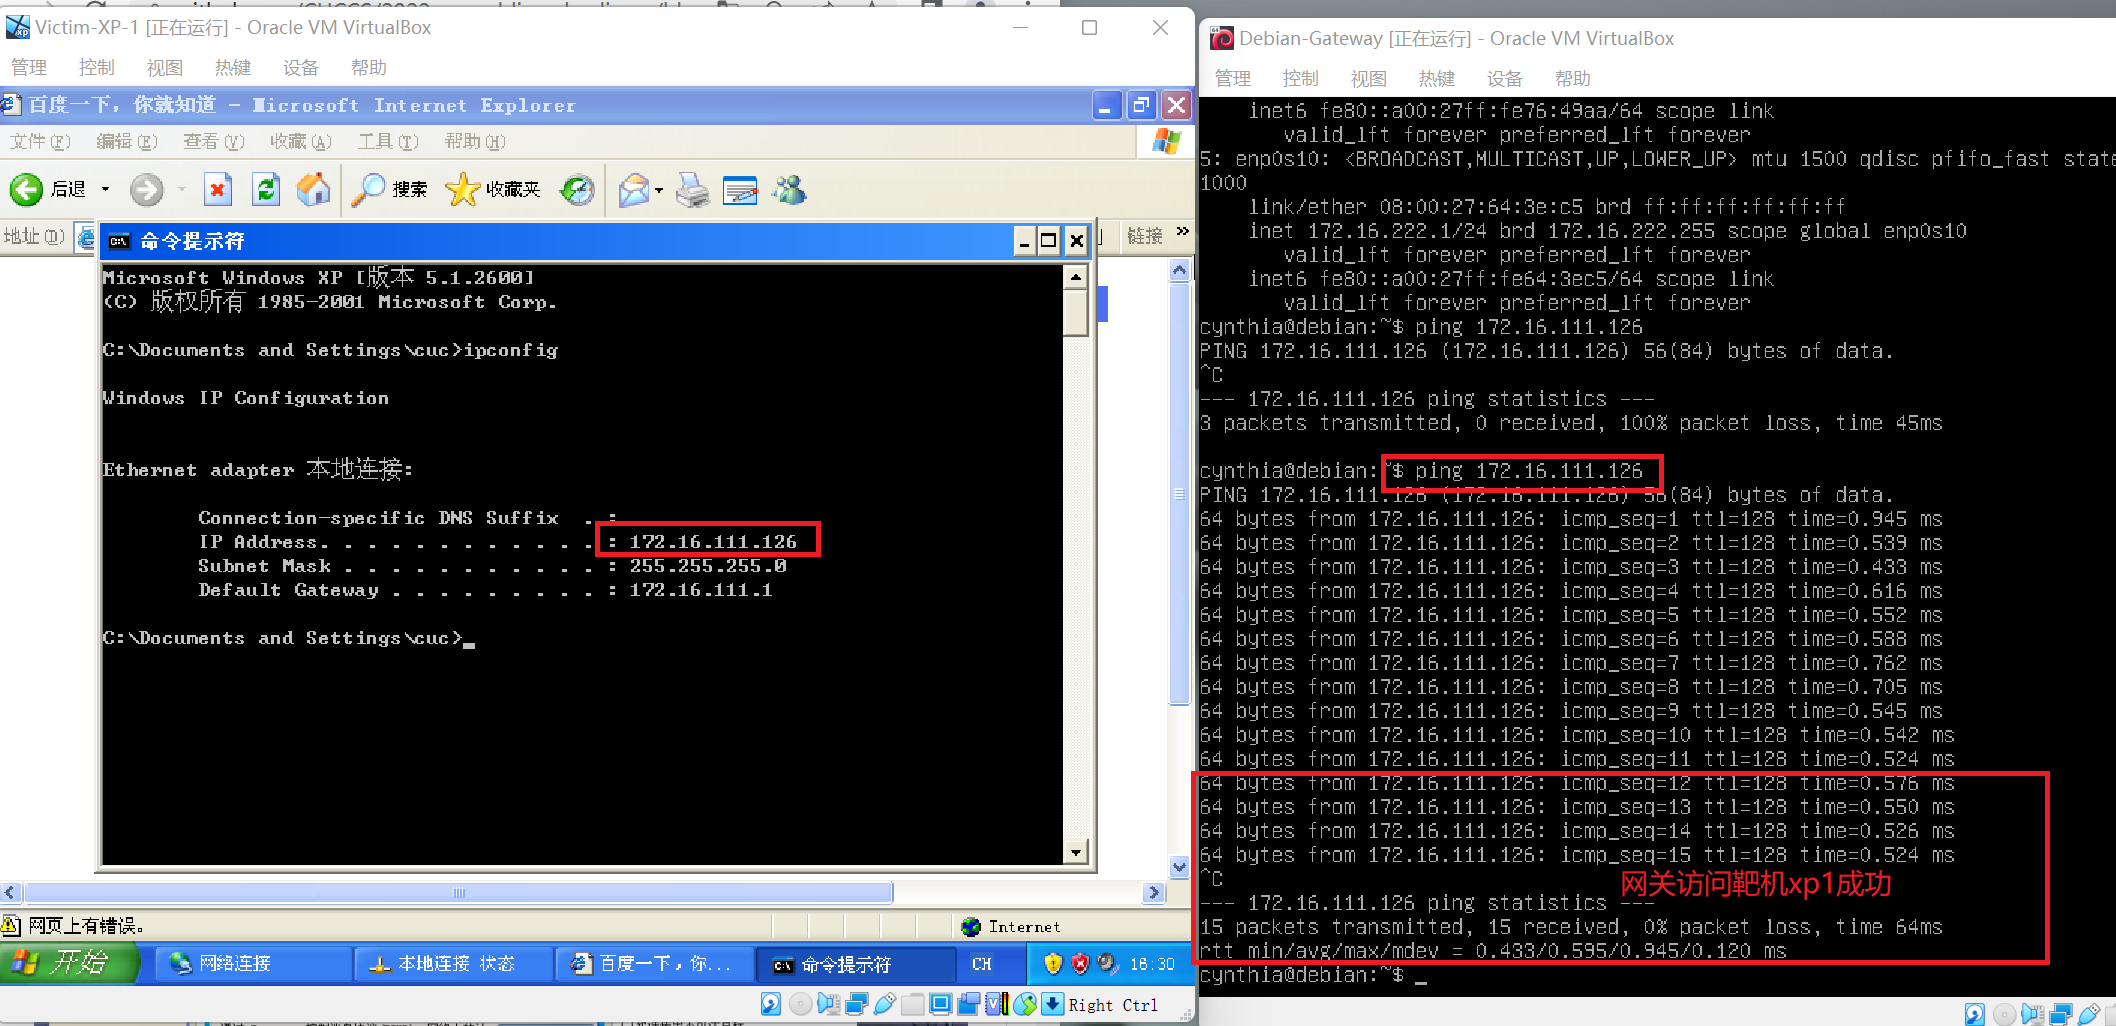 Victim-XP-1 [正在运行] - Oracle VM VirtualBox
管理 控制 视图 热键 设备 帮助
百度一下，你就知道 - Microsoft Internet Explorer
文件(F) 编辑(E) 查看(V) 收藏(A) 工具(T) 帮助(H)
后退 搜索 收藏夹
地址(D) 链接 »
命令提示符
Microsoft Windows XP [版本 5.1.2600]
(C) 版权所有 1985-2001 Microsoft Corp.
C:\Documents and Settings\cuc>ipconfig
Windows IP Configuration
Ethernet adapter 本地连接:
Connection-specific DNS Suffix  . :
IP Address. . . . . . . . . . . . : 172.16.111.126
Subnet Mask . . . . . . . . . . . : 255.255.255.0
Default Gateway . . . . . . . . . : 172.16.111.1
C:\Documents and Settings\cuc>_
网页上有错误。 Internet
开始 网络连接 本地连接 状态 百度一下，你... 命令提示符 CH 16:30
Right Ctrl
Debian-Gateway [正在运行] - Oracle VM VirtualBox
管理 控制 视图 热键 设备 帮助
inet6 fe80::a00:27ff:fe76:49aa/64 scope link
valid_lft forever preferred_lft forever
5: enp0s10: <BROADCAST,MULTICAST,UP,LOWER_UP> mtu 1500 qdisc pfifo_fast state
1000
link/ether 08:00:27:64:3e:c5 brd ff:ff:ff:ff:ff:ff
inet 172.16.222.1/24 brd 172.16.222.255 scope global enp0s10
valid_lft forever preferred_lft forever
inet6 fe80::a00:27ff:fe64:3ec5/64 scope link
valid_lft forever preferred_lft forever
cynthia@debian:~$ ping 172.16.111.126
PING 172.16.111.126 (172.16.111.126) 56(84) bytes of data.
^C
--- 172.16.111.126 ping statistics ---
3 packets transmitted, 0 received, 100% packet loss, time 45ms
cynthia@debian:~$ ping 172.16.111.126
PING 172.16.111.126 (172.16.111.126) 56(84) bytes of data.
64 bytes from 172.16.111.126: icmp_seq=1 ttl=128 time=0.945 ms
64 bytes from 172.16.111.126: icmp_seq=2 ttl=128 time=0.539 ms
64 bytes from 172.16.111.126: icmp_seq=3 ttl=128 time=0.433 ms
64 bytes from 172.16.111.126: icmp_seq=4 ttl=128 time=0.616 ms
64 bytes from 172.16.111.126: icmp_seq=5 ttl=128 time=0.552 ms
64 bytes from 172.16.111.126: icmp_seq=6 ttl=128 time=0.588 ms
64 bytes from 172.16.111.126: icmp_seq=7 ttl=128 time=0.762 ms
64 bytes from 172.16.111.126: icmp_seq=8 ttl=128 time=0.705 ms
64 bytes from 172.16.111.126: icmp_seq=9 ttl=128 time=0.545 ms
64 bytes from 172.16.111.126: icmp_seq=10 ttl=128 time=0.542 ms
64 bytes from 172.16.111.126: icmp_seq=11 ttl=128 time=0.524 ms
64 bytes from 172.16.111.126: icmp_seq=12 ttl=128 time=0.576 ms
64 bytes from 172.16.111.126: icmp_seq=13 ttl=128 time=0.550 ms
64 bytes from 172.16.111.126: icmp_seq=14 ttl=128 time=0.526 ms
64 bytes from 172.16.111.126: icmp_seq=15 ttl=128 time=0.524 ms
^C
网关访问靶机xp1成功
--- 172.16.111.126 ping statistics ---
15 packets transmitted, 15 received, 0% packet loss, time 64ms
rtt min/avg/max/mdev = 0.433/0.595/0.945/0.120 ms
cynthia@debian:~$ _